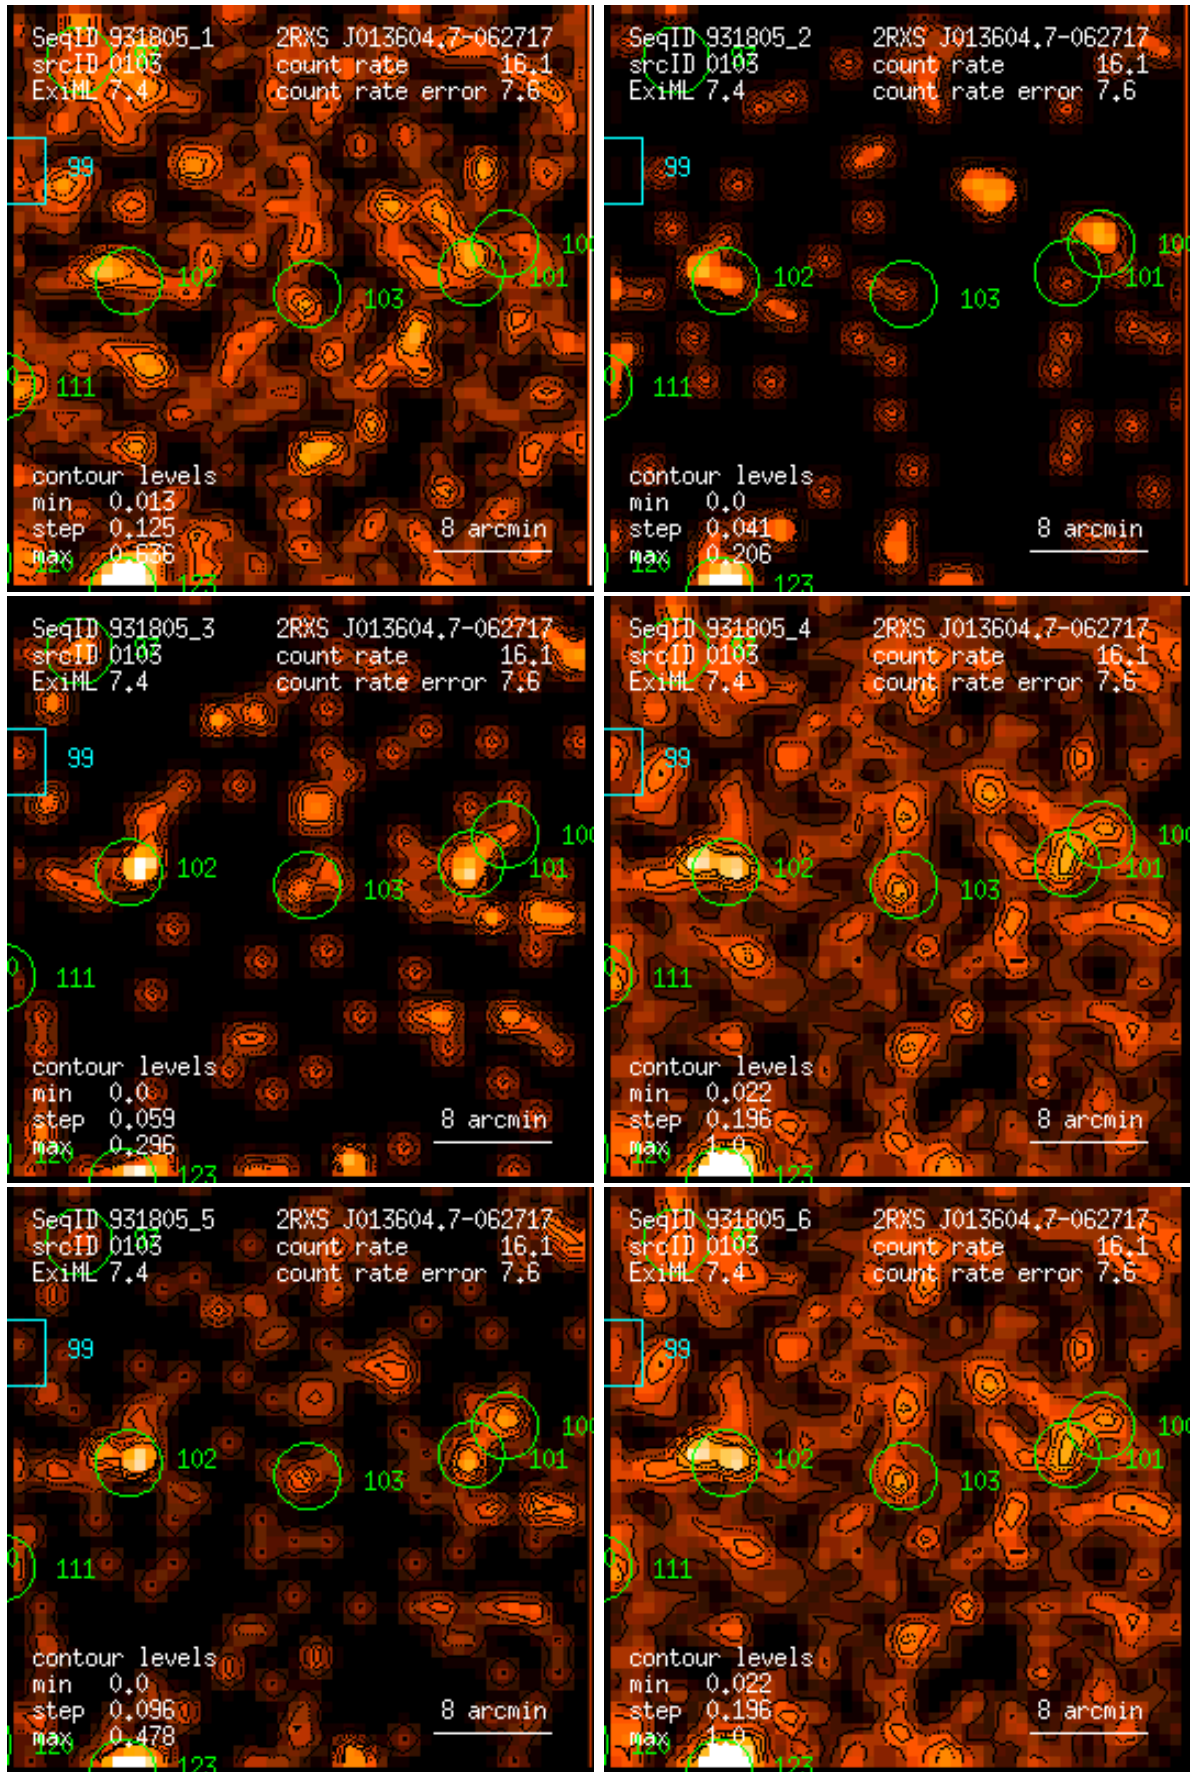 SeqID 931805_1 2RXS J013604.7-062717
srcID 0103 count rate 16.1
ExiML 7.4 count rate error 7.6
99
100
102 101
103
111
contour levels
min 0.013
step 0.125 8 arcmin
max 0.636
120 123
SeqID 931805_2 2RXS J013604.7-062717
srcID 0103 count rate 16.1
ExiML 7.4 count rate error 7.6
99
100
102 101
103
111
contour levels
min 0.0
step 0.041 8 arcmin
max 0.206
120 123
SeqID 931805_3 2RXS J013604.7-062717
srcID 0103 count rate 16.1
ExiML 7.4 count rate error 7.6
99
100
102 101
103
111
contour levels
min 0.0
step 0.059 8 arcmin
max 0.296
120 123
SeqID 931805_4 2RXS J013604.7-062717
srcID 0103 count rate 16.1
ExiML 7.4 count rate error 7.6
99
100
102 101
103
111
contour levels
min 0.022
step 0.196 8 arcmin
max 1.0
120 123
SeqID 931805_5 2RXS J013604.7-062717
srcID 0103 count rate 16.1
ExiML 7.4 count rate error 7.6
99
100
102 101
103
111
contour levels
min 0.0
step 0.096 8 arcmin
max 0.478
120 123
SeqID 931805_6 2RXS J013604.7-062717
srcID 0103 count rate 16.1
ExiML 7.4 count rate error 7.6
99
100
102 101
103
111
contour levels
min 0.022
step 0.196 8 arcmin
max 1.0
120 123